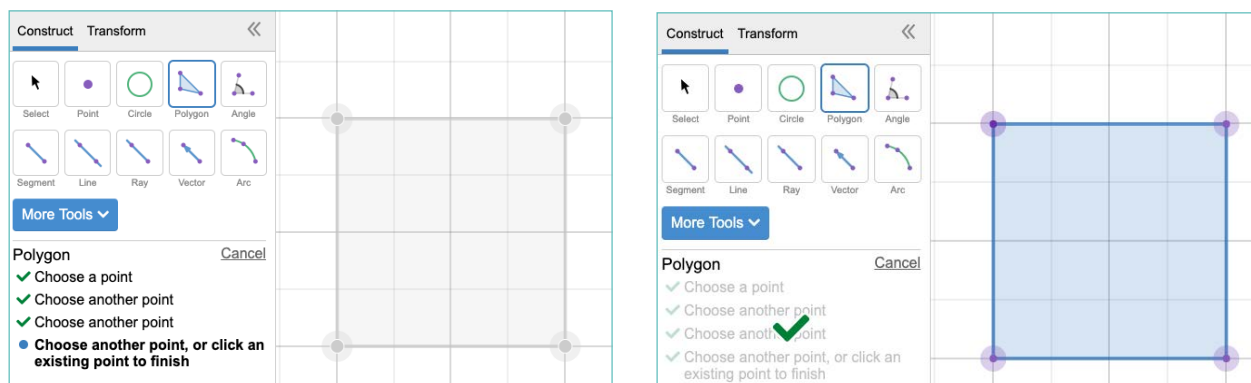 Construct Transform
Select Point Circle Polygon Angle
Segment Line Ray Vector Arc
More Tools
Polygon Cancel
Choose a point
Choose another point
Choose another point
Choose another point, or click an
existing point to finish
Construct Transform
Select Point Circle Polygon Angle
Segment Line Ray Vector Arc
More Tools
Polygon Cancel
Choose a point
Choose another point
Choose another point
Choose another point, or click an
existing point to finish